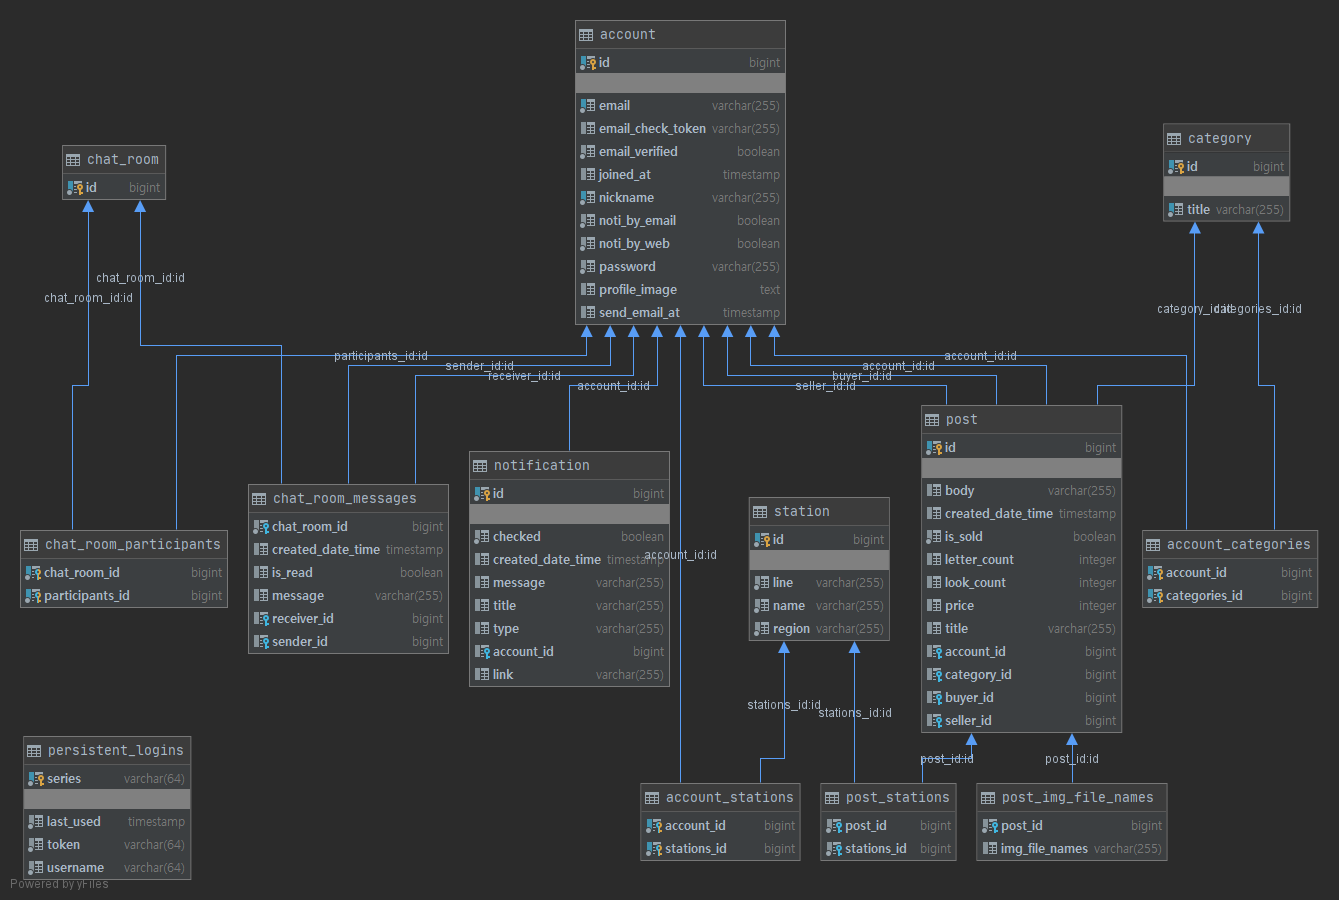 account
id bigint
email varchar(255)
email_check_token varchar(255)
email_verified boolean
joined_at timestamp
nickname varchar(255)
noti_by_email boolean
noti_by_web boolean
password varchar(255)
profile_image text
send_email_at timestamp
category
id bigint
title varchar(255)
chat_room
id bigint
chat_room_id:id
chat_room_id:id
category_id:id
categories_id:id
participants_id:id
sender_id:id
receiver_id:id
account_id:id
account_id:id
account_id:id
buyer_id:id
seller_id:id
post
id bigint
body varchar(255)
created_date_time timestamp
is_sold boolean
letter_count integer
look_count integer
price integer
title varchar(255)
account_id bigint
category_id bigint
buyer_id bigint
seller_id bigint
notification
id bigint
checked boolean
created_date_time timestamp
message varchar(255)
title varchar(255)
type varchar(255)
account_id bigint
link varchar(255)
account_id:id
chat_room_messages
chat_room_id bigint
created_date_time timestamp
is_read boolean
message varchar(255)
receiver_id bigint
sender_id bigint
station
id bigint
line varchar(255)
name varchar(255)
region varchar(255)
chat_room_participants
chat_room_id bigint
participants_id bigint
account_categories
account_id bigint
categories_id bigint
stations_id:id
stations_id:id
post_id:id
post_id:id
persistent_logins
series varchar(64)
last_used timestamp
token varchar(64)
username varchar(64)
account_stations
account_id bigint
stations_id bigint
post_stations
post_id bigint
stations_id bigint
post_img_file_names
post_id bigint
img_file_names varchar(255)
Powered by yFiles